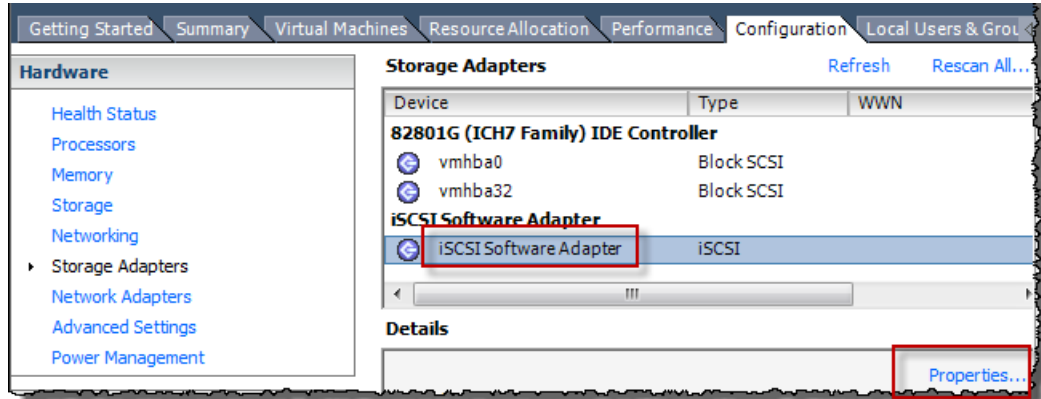 Getting Started Summary Virtual Machines Resource Allocation Performance Configuration Local Users & Grou
Hardware
Health Status
Processors
Memory
Storage
Networking
Storage Adapters
Network Adapters
Advanced Settings
Power Management
Storage Adapters Refresh Rescan All...
Device Type WWN
82801G (ICH7 Family) IDE Controller
vmhba0 Block SCSI
vmhba32 Block SCSI
iSCSI Software Adapter
iSCSI Software Adapter iSCSI
Details
Properties...